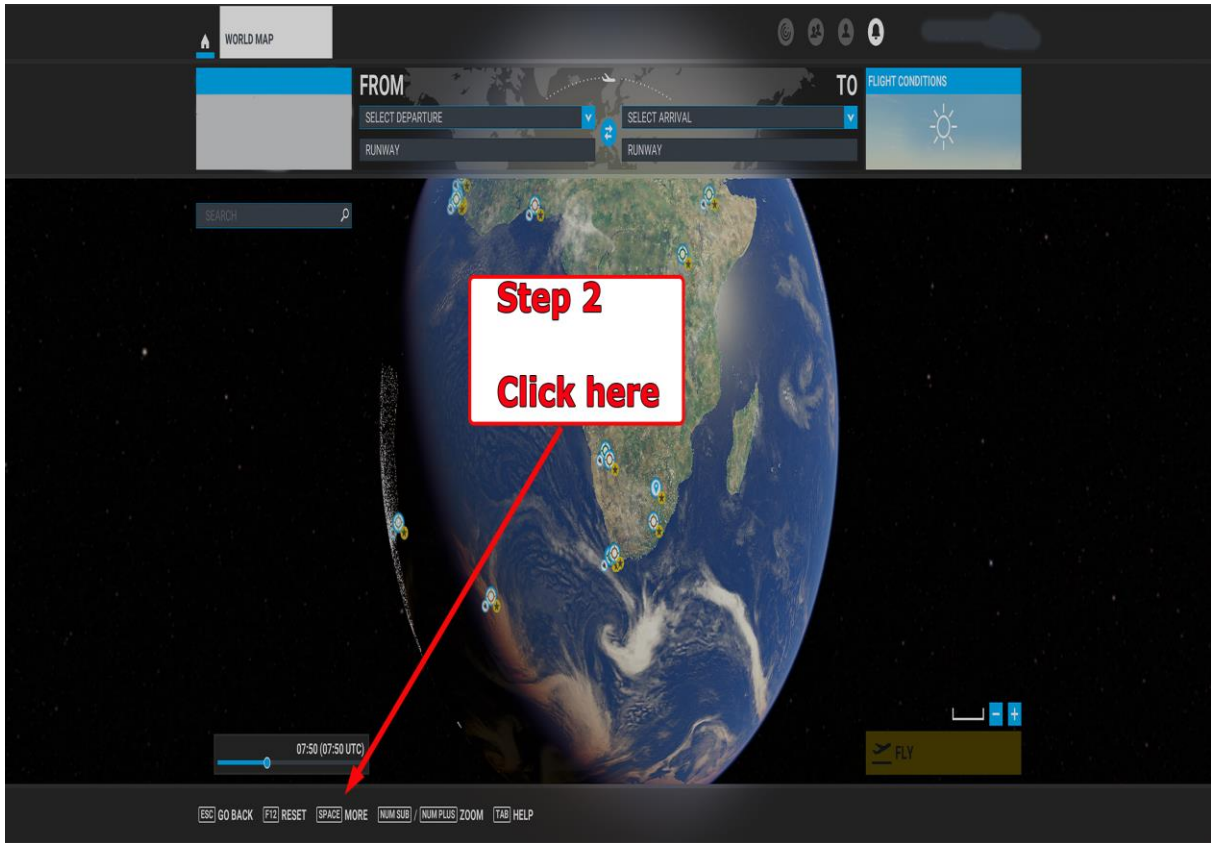 WORLD MAP
FROM
TO
FLIGHT CONDITIONS
SELECT DEPARTURE
SELECT ARRIVAL
RUNWAY
RUNWAY
SEARCH
Step 2
Click here
07:50 (07:50 UTC)
FLY
ESC GO BACK F12 RESET SPACE MORE NUM SUB / NUM PLUS ZOOM TAB HELP